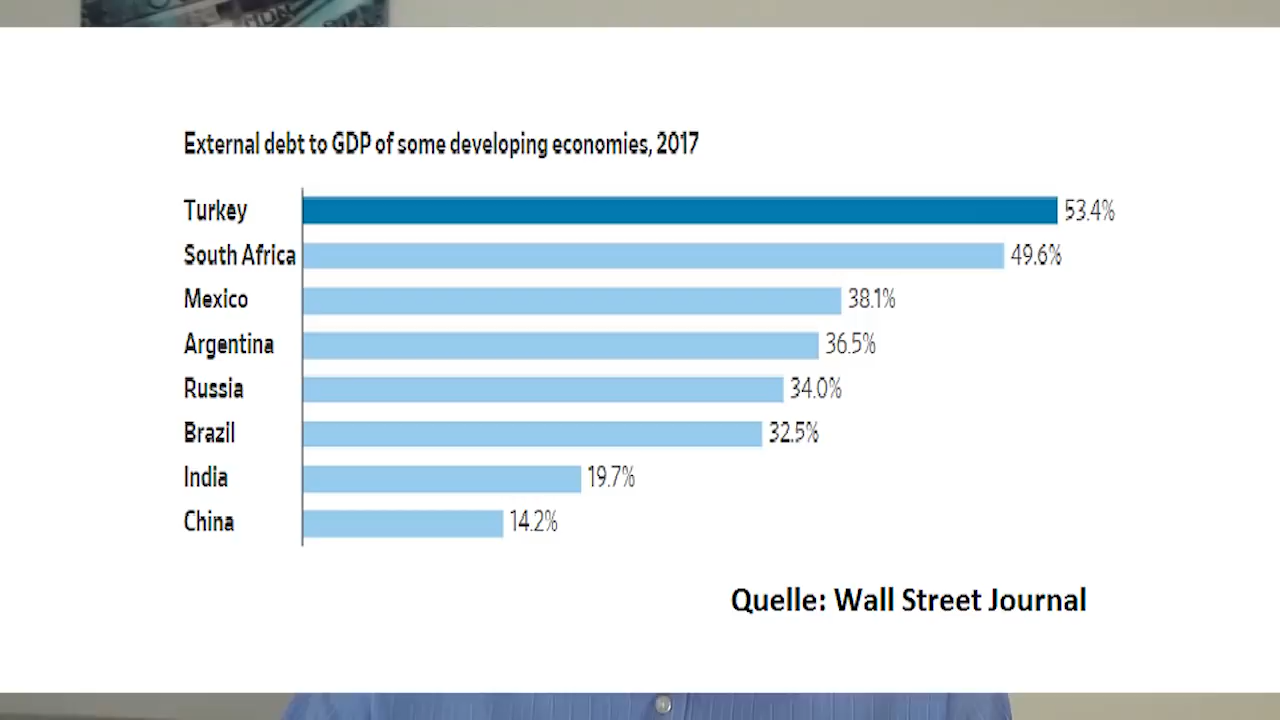 External debt to GDP of some developing economies, 2017
Turkey 53.4%
South Africa 49.6%
Mexico 38.1%
Argentina 36.5%
Russia 34.0%
Brazil 32.5%
India 19.7%
China 14.2%
Quelle: Wall Street Journal